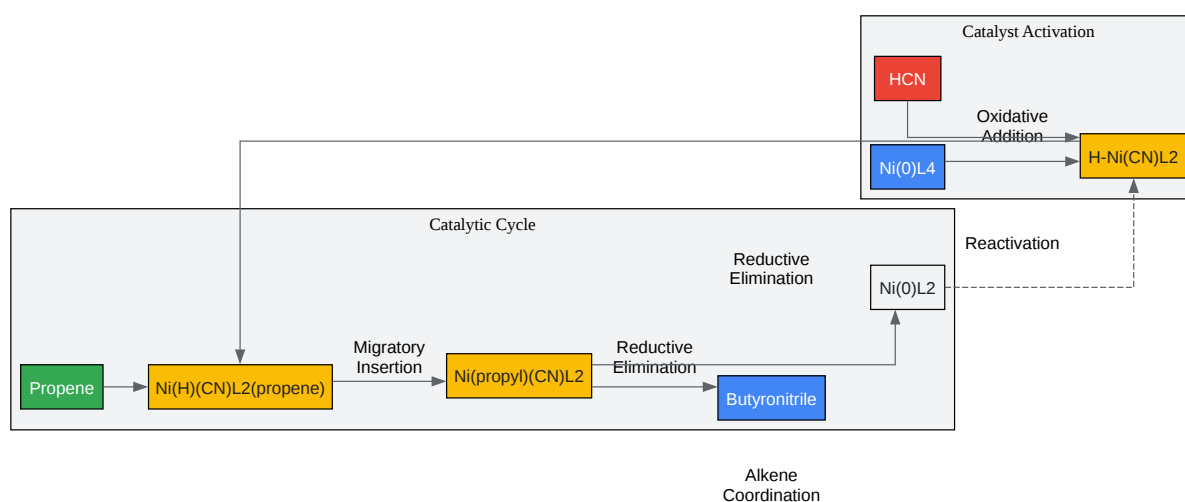 Catalyst Activation
HCN
Oxidative
Addition
H-Ni(CN)L2
Ni(0)L4
Catalytic Cycle
Reactivation
Reductive
Elimination
Ni(0)L2
Migratory
Insertion
Reductive
Elimination
Propene
Ni(H)(CN)L2(propene)
Ni(propyl)(CN)L2
Butyronitrile
Alkene
Coordination